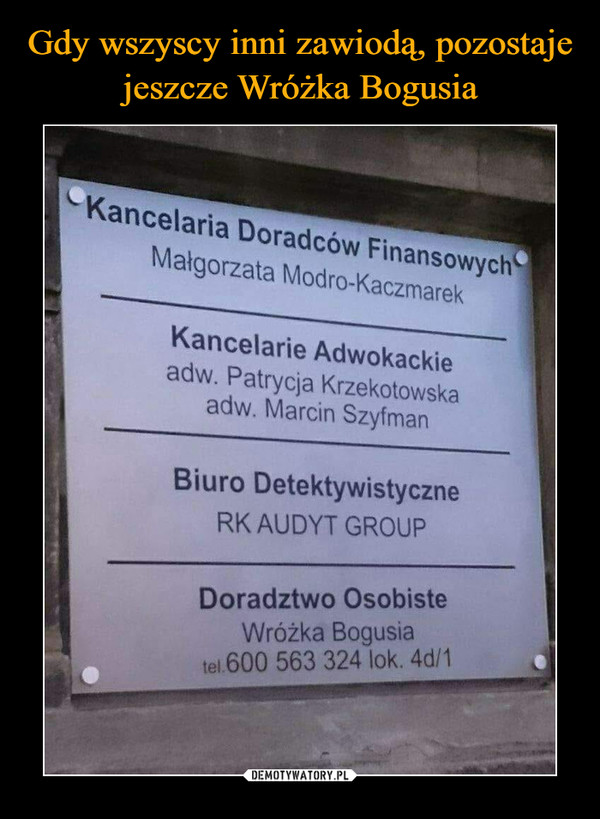 Gdy wszyscy inni zawiodą, pozostaje
jeszcze Wróżka Bogusia
Kancelaria Doradców Finansowych
Małgorzata Modro-Kaczmarek
Kancelarie Adwokackie
adw. Patrycja Krzekotowska
adw. Marcin Szyfman
Biuro Detektywistyczne
RK AUDYT GROUP
Doradztwo Osobiste
Wróżka Bogusia
tel.600 563 324 lok. 4d/1
DEMOTYWATORY.PL